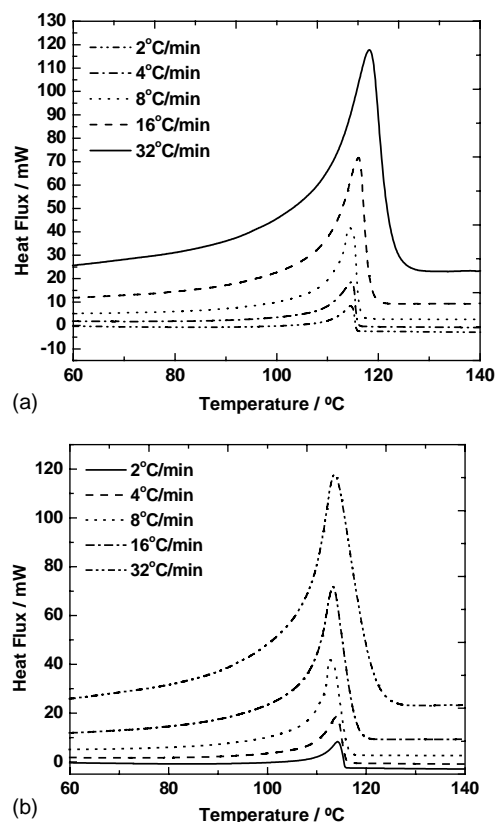 130
120
110
100
90
80
70
60
50
40
30
20
10
0
-10
Heat Flux / mW
2°C/min
4°C/min
8°C/min
16°C/min
32°C/min
60 80 100 120 140
Temperature / ºC
(a)
120
100
80
60
40
20
0
Heat Flux / mW
2°C/min
4°C/min
8°C/min
16°C/min
32°C/min
60 80 100 120 140
Temperature / ºC
(b)